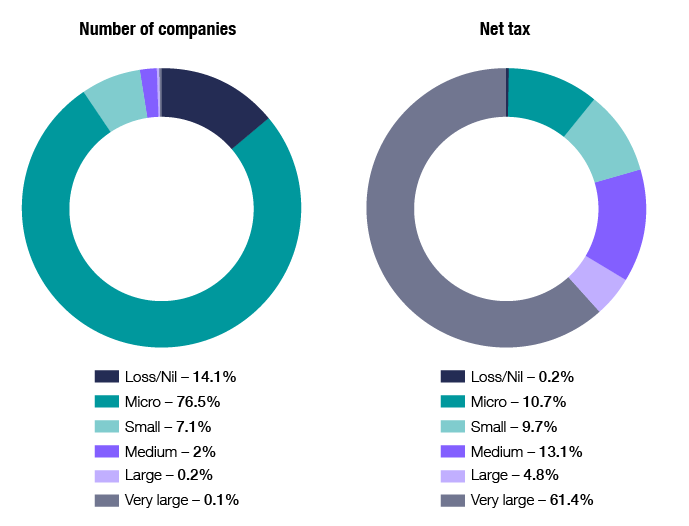 Number of companies
Loss/Nil – 14.1%
Micro – 76.5%
Small – 7.1%
Medium – 2%
Large – 0.2%
Very large – 0.1%
Net tax
Loss/Nil – 0.2%
Micro – 10.7%
Small – 9.7%
Medium – 13.1%
Large – 4.8%
Very large – 61.4%